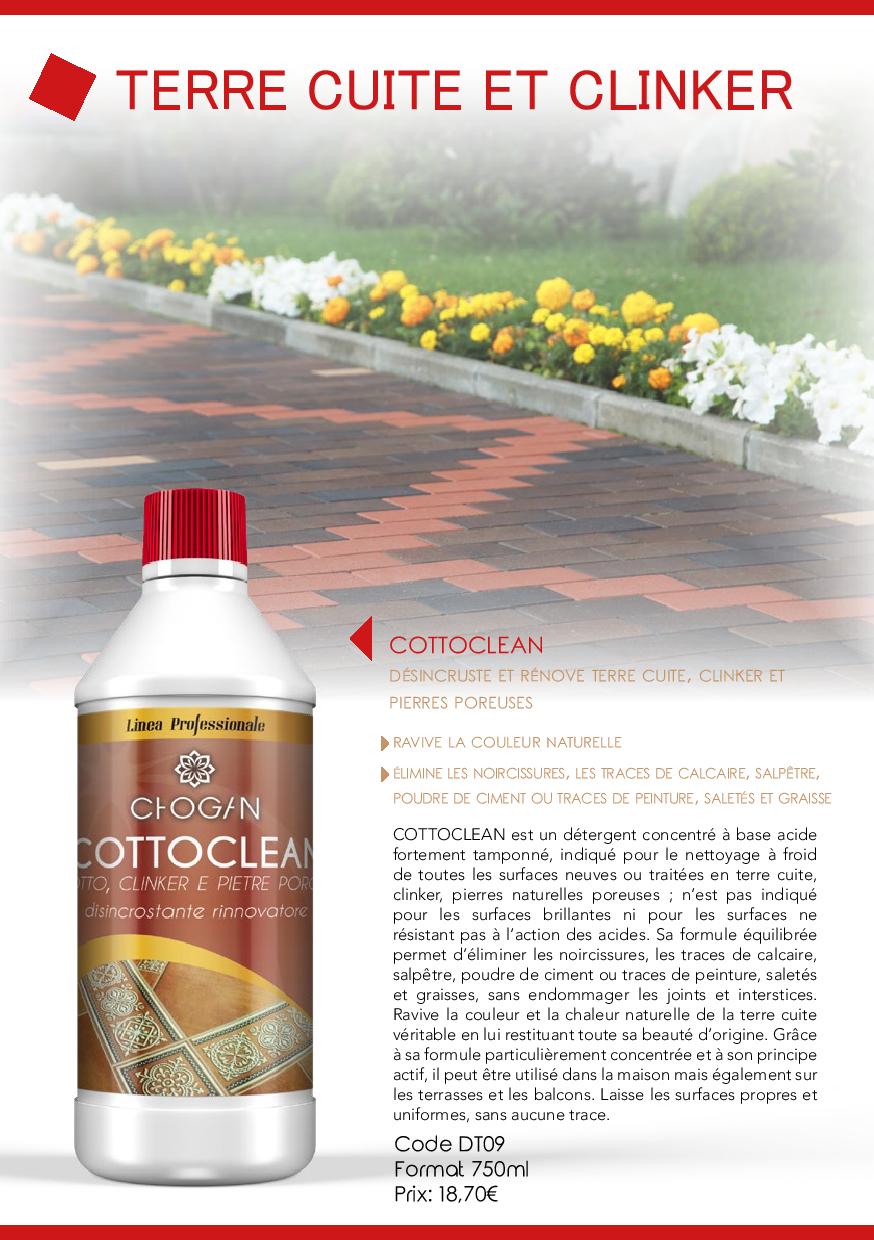 TERRE CUITE ET CLINKER
COTTOCLEAN
DÉSINCRUSTE ET RÉNOVE TERRE CUITE, CLINKER ET
PIERRES POREUSES
RAVIVE LA COULEUR NATURELLE
ÉLIMINE LES NOIRCISSURES, LES TRACES DE CALCAIRE, SALPÊTRE,
POUDRE DE CIMENT OU TRACES DE PEINTURE, SALETÉS ET GRAISSE
COTTOCLEAN est un détergent concentré à base acide
fortement tamponné, indiqué pour le nettoyage à froid
de toutes les surfaces neuves ou traitées en terre cuite,
clinker, pierres naturelles poreuses ; n'est pas indiqué
pour les surfaces brillantes ni pour les surfaces ne
résistant pas à l'action des acides. Sa formule équilibrée
permet d'éliminer les noircissures, les traces de calcaire,
salpêtre, poudre de ciment ou traces de peinture, saletés
et graisses, sans endommager les joints et interstices.
Ravive la couleur et la chaleur naturelle de la terre cuite
véritable en lui restituant toute sa beauté d'origine. Grâce
à sa formule particulièrement concentrée et à son principe
actif, il peut être utilisé dans la maison mais également sur
les terrasses et les balcons. Laisse les surfaces propres et
uniformes, sans aucune trace.
Code DT09
Format 750ml
Prix: 18,70€
Linea Professionale
CHOGAN
COTTOCLEAN
OTTO, CLINKER E PIETRE PORO
disincrostante rinnovatore